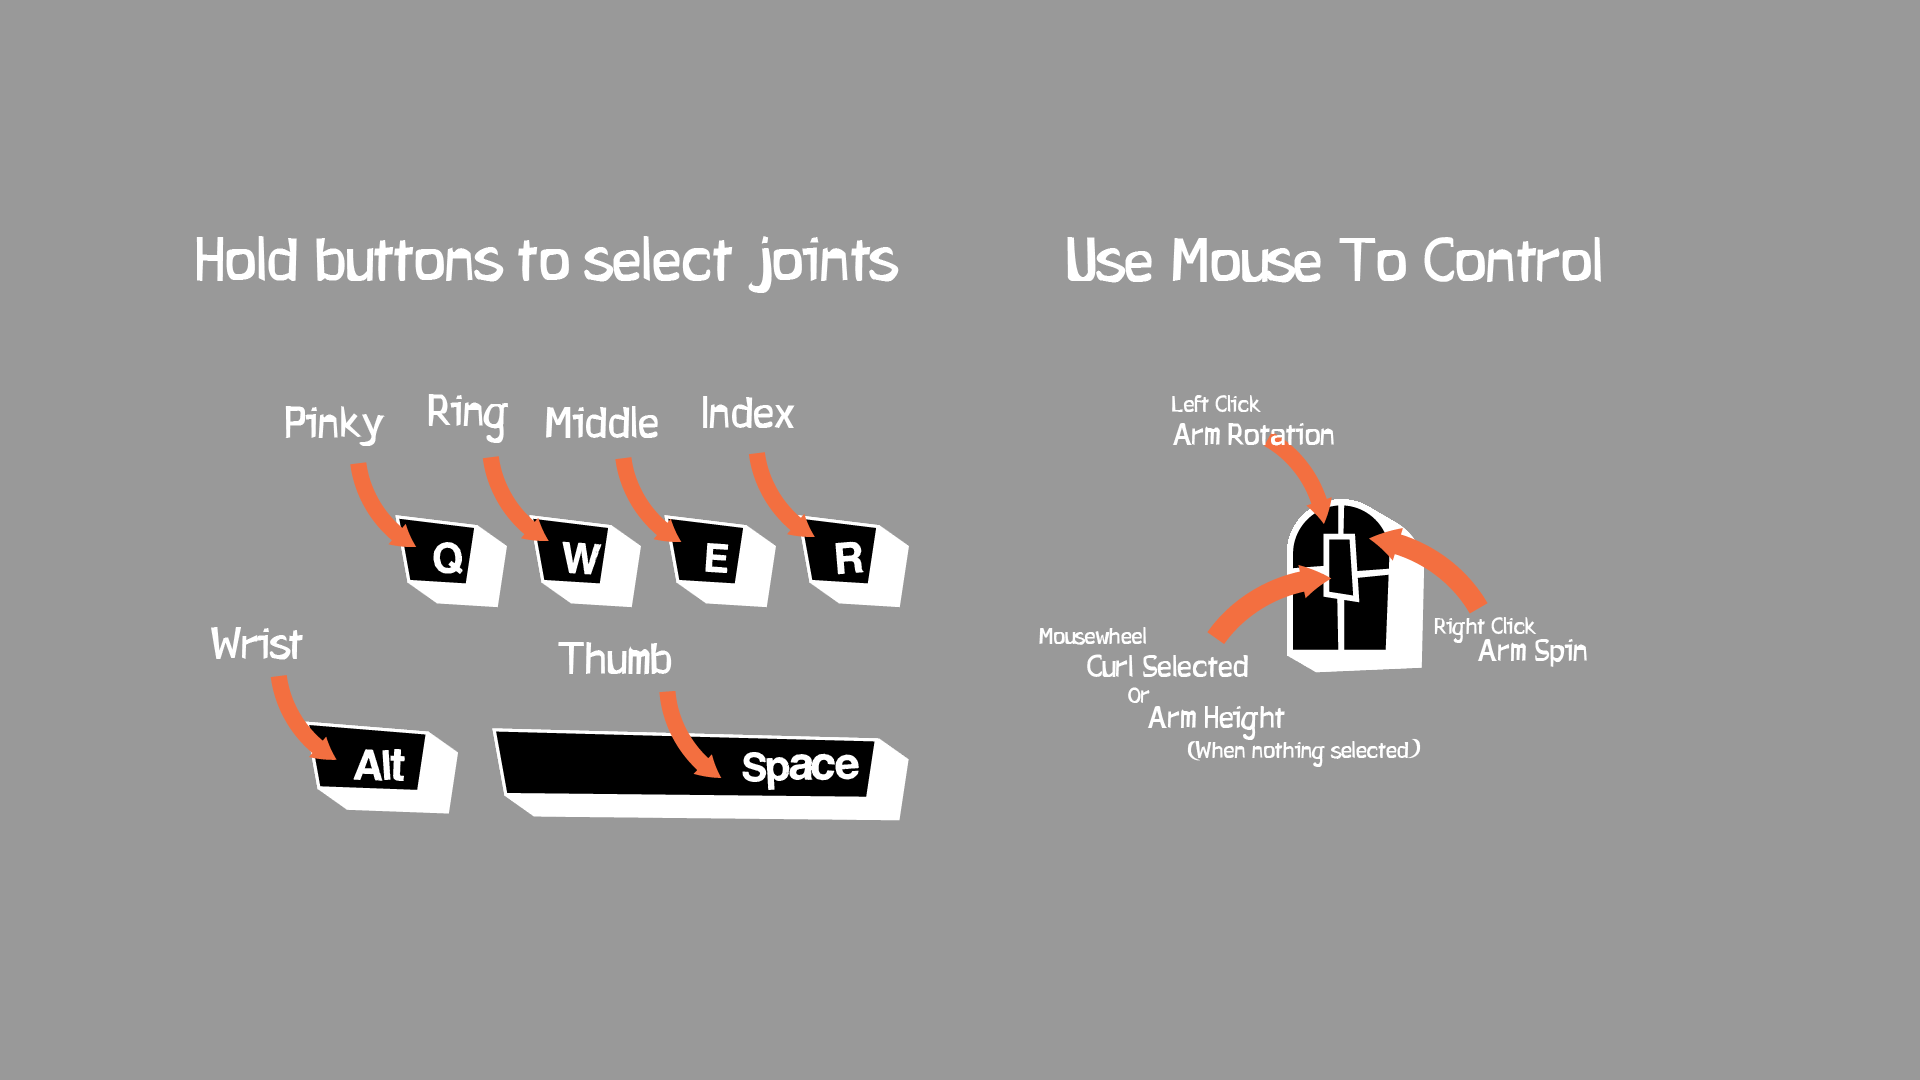 Hold buttons to select joints
Pinky
Ring
Middle
Index
Q
W
E
R
Wrist
Thumb
Alt
Space
Use Mouse To Control
Left Click
Arm Rotation
Mousewheel
Curl Selected
or
Arm Height
(When nothing selected)
Right Click
Arm Spin